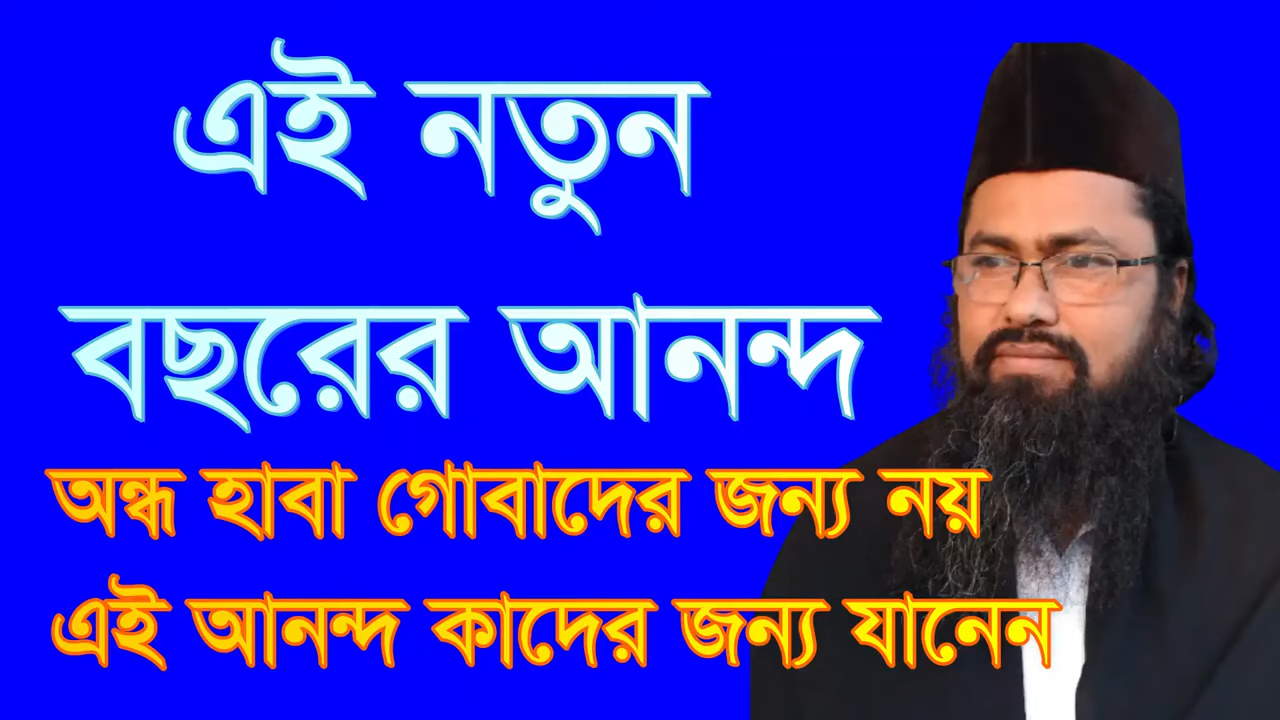 এই নতুন
বছরের আনন্দ
অন্ধ হাবা গোবাদের জন্য নয়
এই আনন্দ কাদের জন্য যানেন